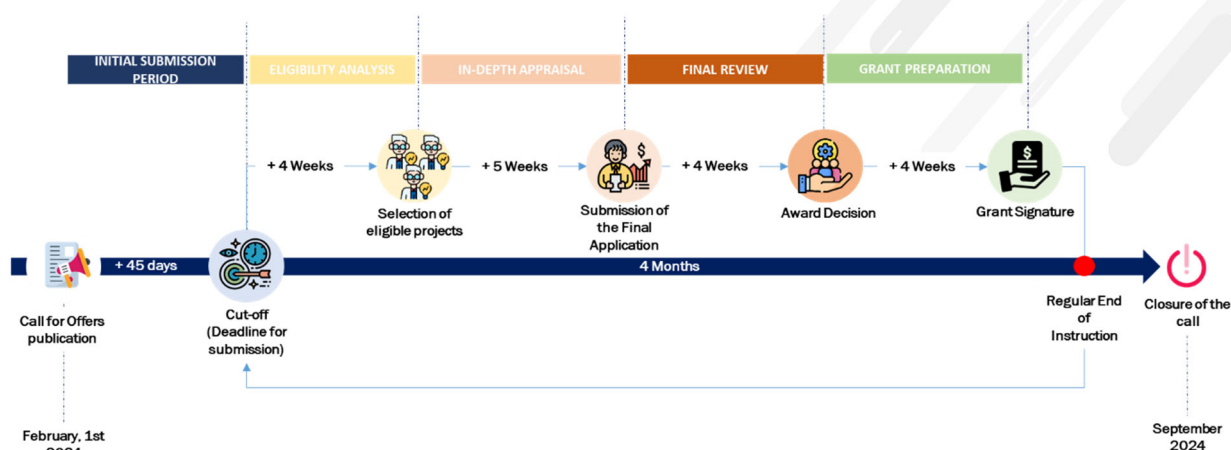 INITIAL SUBMISSION
PERIOD
ELIGIBILITY ANALYSIS
IN-DEPTH APPRAISAL
FINAL REVIEW
GRANT PREPARATION
+ 4 Weeks
+ 5 Weeks
+ 4 Weeks
+ 4 Weeks
Selection of
eligible projects
Submission of
the Final
Application
Award Decision
Grant Signature
+ 45 days
4 Months
Call for Offers
publication
Cut-off
(Deadline for
submission)
Regular End
of
Instruction
Closure of the
call
February, 1st
September
2024